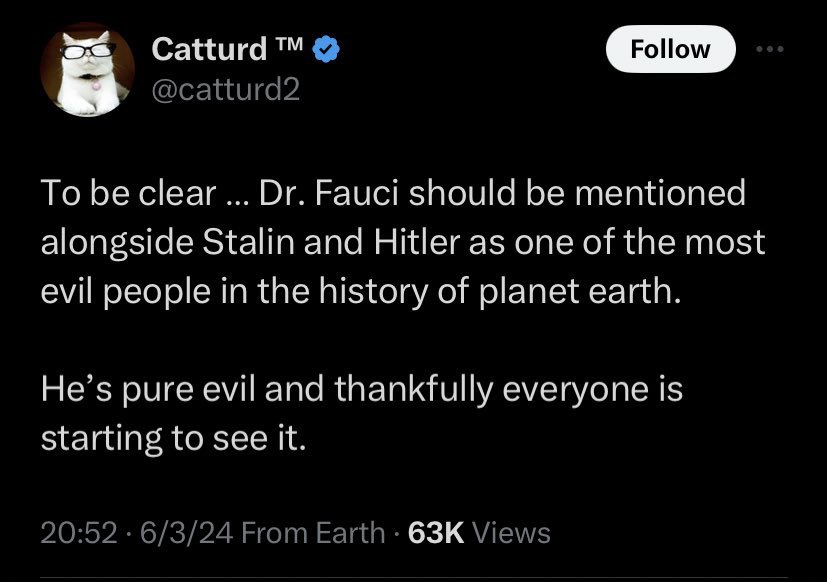 Catturd ™
Follow
@catturd2
To be clear ... Dr. Fauci should be mentioned
alongside Stalin and Hitler as one of the most
evil people in the history of planet earth.
He’s pure evil and thankfully everyone is
starting to see it.
20:52 · 6/3/24 From Earth · 63K Views